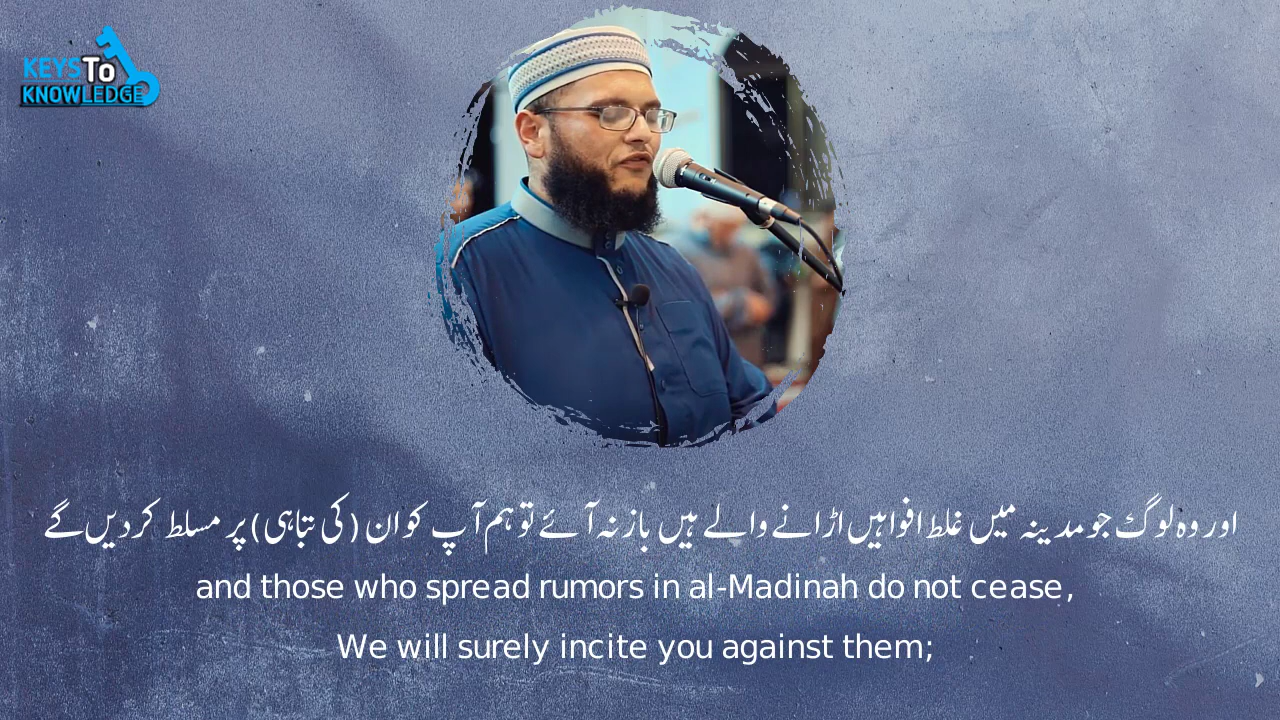 KEYS To
KNOWLEDGE
اور وہ لوگ جو مدینہ میں غلط افواہیں اڑانے والے ہیں باز نہ آئے تو ہم آپ کو ان (کی تباہی) پر مسلط کردیں گے
and those who spread rumors in al-Madinah do not cease,
We will surely incite you against them;